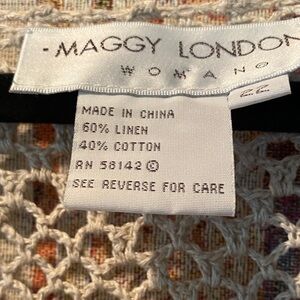 ·MAGGY LONDON
WOMAN
22
MADE IN CHINA
60% LINEN
40% COTTON
RN 58142 ©
SEE REVERSE FOR CARE